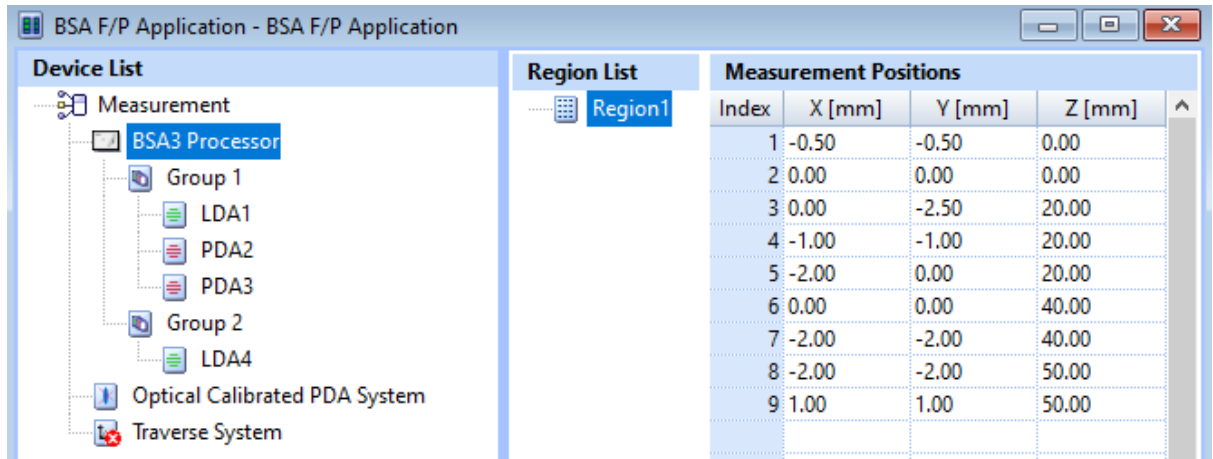 BSA F/P Application - BSA F/P Application
Device List
Measurement
BSA3 Processor
Group 1
LDA1
PDA2
PDA3
Group 2
LDA4
Optical Calibrated PDA System
Traverse System
Region List
Region1
Measurement Positions
Index X [mm] Y [mm] Z [mm]
1 -0.50 -0.50 0.00
2 0.00 0.00 0.00
3 0.00 -2.50 20.00
4 -1.00 -1.00 20.00
5 -2.00 0.00 20.00
6 0.00 0.00 40.00
7 -2.00 -2.00 40.00
8 -2.00 -2.00 50.00
9 1.00 1.00 50.00